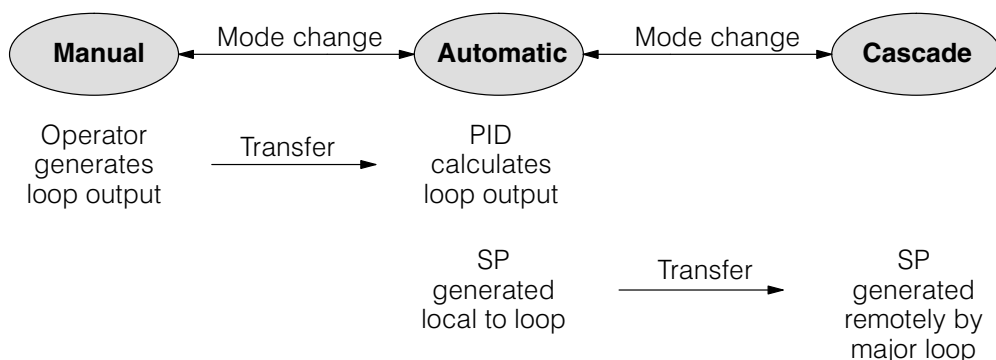 Manual
Mode change
Automatic
Mode change
Cascade
Operator
generates
loop output
Transfer
PID
calculates
loop output
SP
generated
local to loop
Transfer
SP
generated
remotely by
major loop